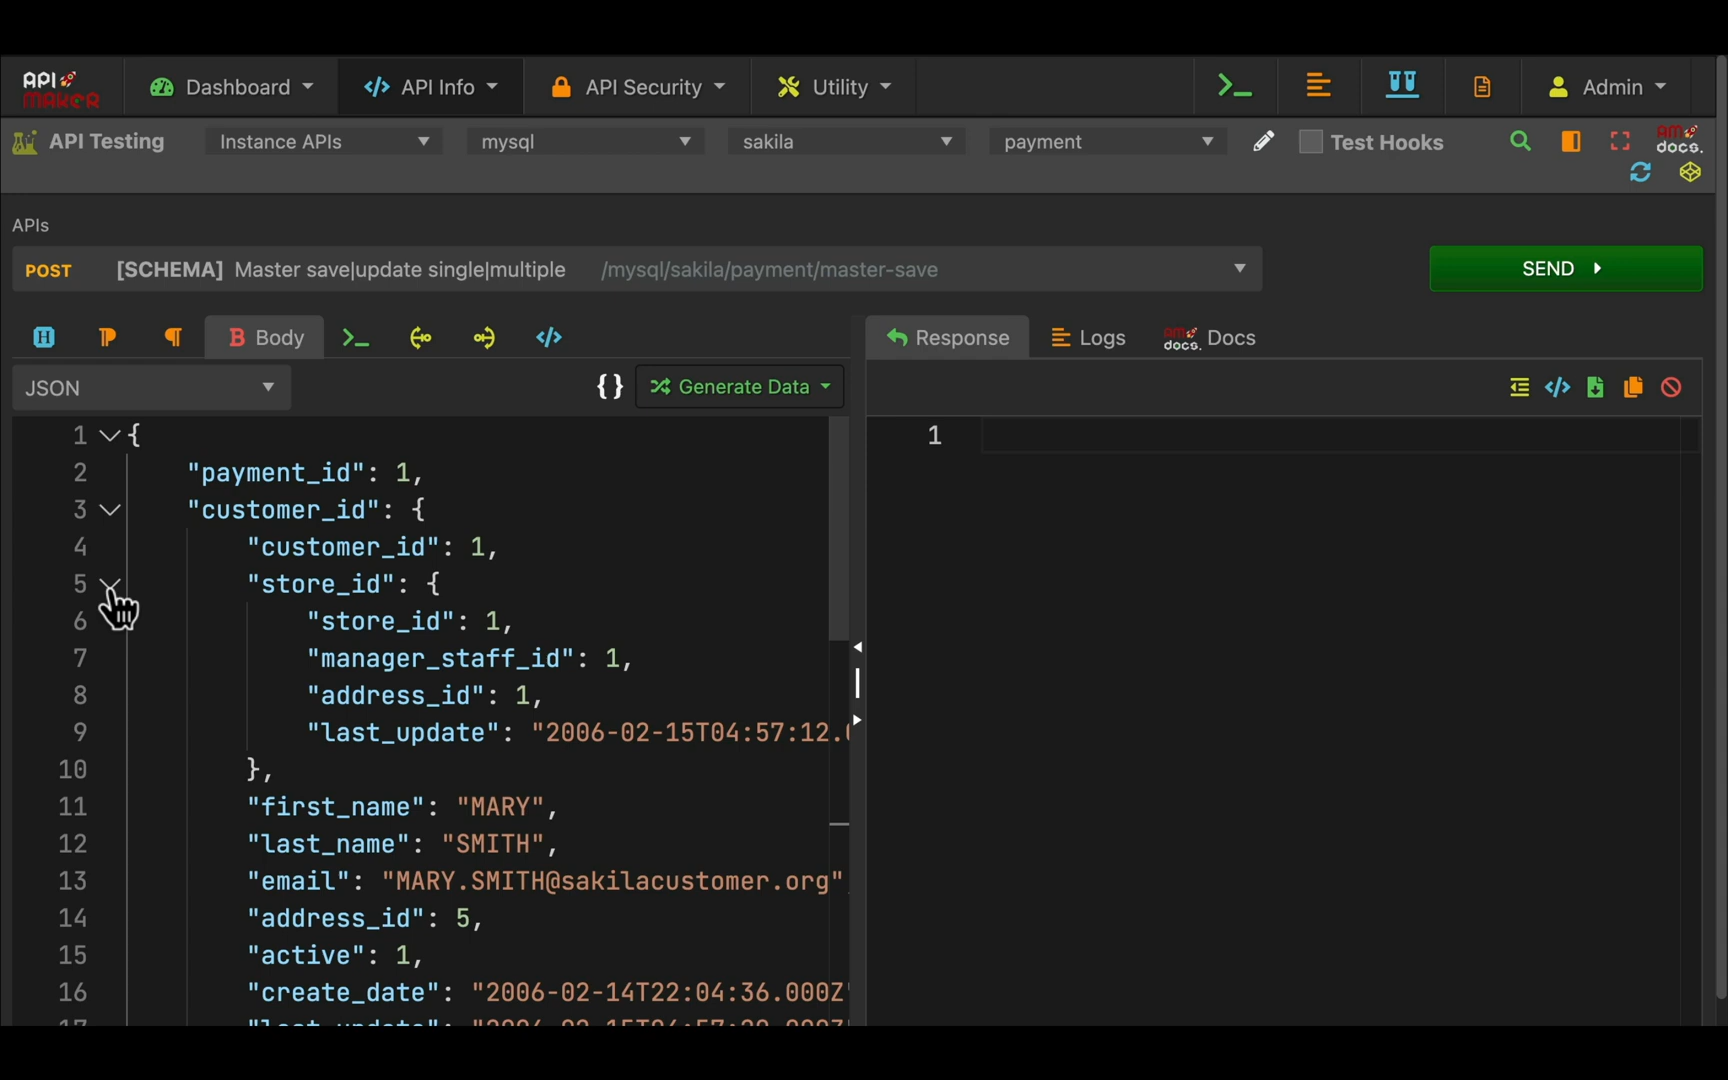 API MAKER Dashboard API Info API Security Utility Admin
API Testing Instance APIs mysql sakila payment Test Hooks AM docs.
APIs
POST [SCHEMA] Master save|update single|multiple /mysql/sakila/payment/master-save SEND
H P ¶ B Body >_ </> Response Logs AM docs. Docs
JSON {} Generate Data </>
1 {
2 "payment_id": 1,
3 "customer_id": {
4 "customer_id": 1,
5 "store_id": {
6 "store_id": 1,
7 "manager_staff_id": 1,
8 "address_id": 1,
9 "last_update": "2006-02-15T04:57:12.
10 },
11 "first_name": "MARY",
12 "last_name": "SMITH",
13 "email": "MARY.SMITH@sakilacustomer.org"
14 "address_id": 5,
15 "active": 1,
16 "create_date": "2006-02-14T22:04:36.000Z
1